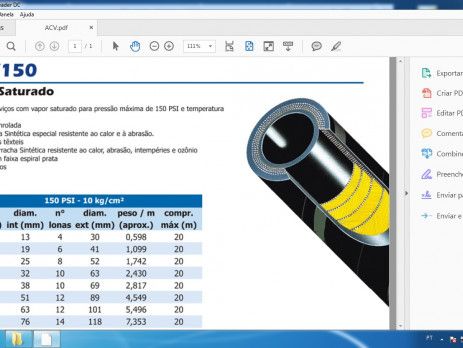 eader DC
Janela Ajuda
ACV.pdf ×
1 / 1 111%
/150
Saturado
viços com vapor saturado para pressão máxima de 150 PSI e temperatura
nrolada
a Sintética especial resistente ao calor e à abrasão.
s têxteis
rracha Sintética resistente ao calor, abrasão, intempéries e ozônio
m faixa espiral prata
os
150 PSI - 10 kg/cm²
diam. n° diam. peso / m compr.
int (mm) lonas ext (mm) (aprox.) máx (m)
13 4 30 0,598 20
19 6 41 1,099 20
25 8 52 1,742 20
32 10 63 2,430 20
38 10 69 2,817 20
51 12 89 4,549 20
63 12 101 5,496 20
76 14 118 7,353 20
Exportar
Criar PD
Editar PD
Comenta
Combine
Preench
Enviar pa
Enviar e
PT